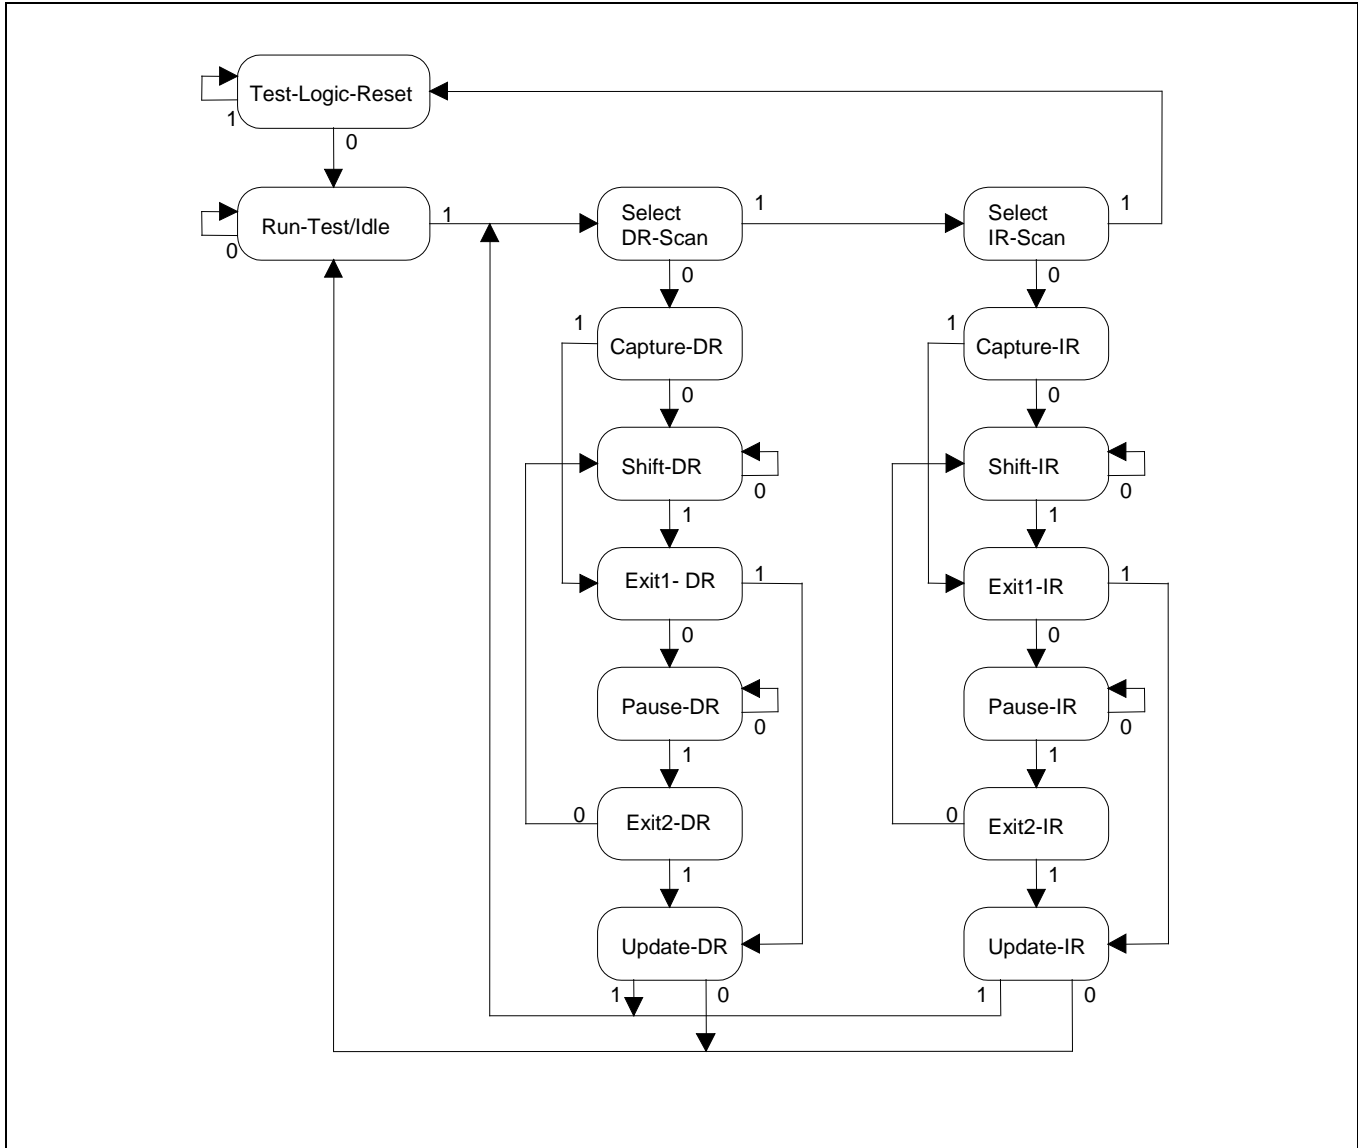 Test-Logic-Reset
1
0
Run-Test/Idle
1
0
Select
DR-Scan
1
0
Select
IR-Scan
1
0
1
Capture-DR
0
1
Capture-IR
0
Shift-DR
0
1
Shift-IR
0
1
Exit1- DR
1
0
Exit1-IR
1
0
Pause-DR
0
1
Pause-IR
0
1
0
Exit2-DR
1
0
Exit2-IR
1
Update-DR
1
0
Update-IR
1
0